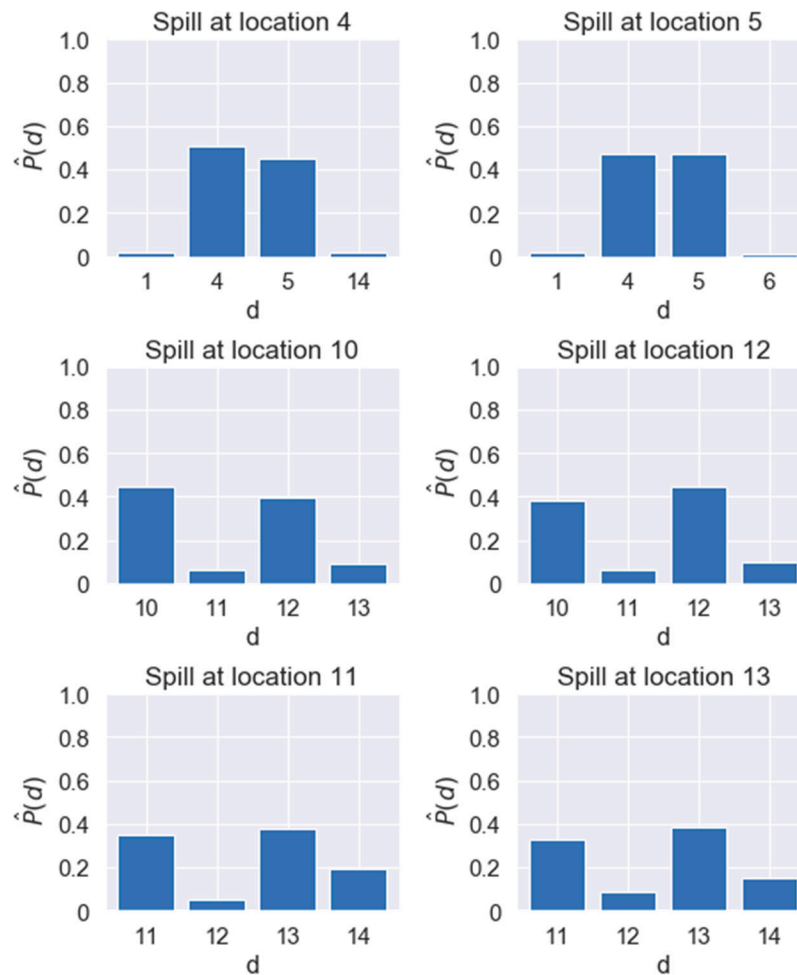 Spill at location 4
1.0
0.8
0.6
0.4
0.2
0
P̂(d)
1 4 5 14
d
Spill at location 5
1.0
0.8
0.6
0.4
0.2
0
P̂(d)
1 4 5 6
d
Spill at location 10
1.0
0.8
0.6
0.4
0.2
0
P̂(d)
10 11 12 13
d
Spill at location 12
1.0
0.8
0.6
0.4
0.2
0
P̂(d)
10 11 12 13
d
Spill at location 11
1.0
0.8
0.6
0.4
0.2
0
P̂(d)
11 12 13 14
d
Spill at location 13
1.0
0.8
0.6
0.4
0.2
0
P̂(d)
11 12 13 14
d